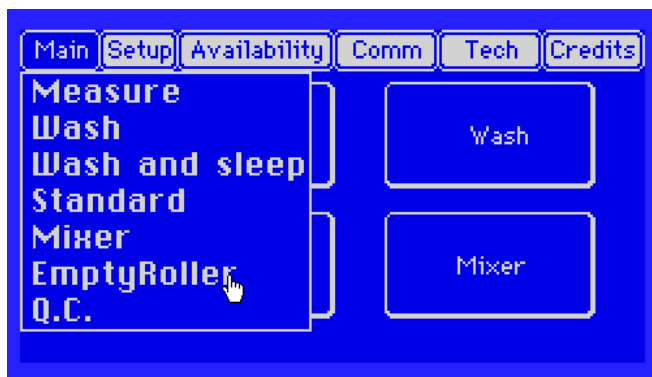 Main Setup Availability Comm Tech Credits
Measure
Wash
Wash and sleep
Standard
Mixer
EmptyRoller
Q.C.
Wash
Mixer